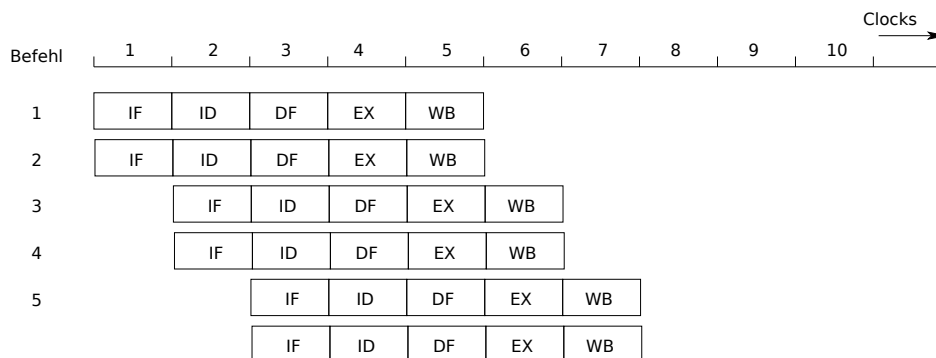 Clocks
Befehl 1 2 3 4 5 6 7 8 9 10
1 IF ID DF EX WB
2 IF ID DF EX WB
3 IF ID DF EX WB
4 IF ID DF EX WB
5 IF ID DF EX WB
IF ID DF EX WB